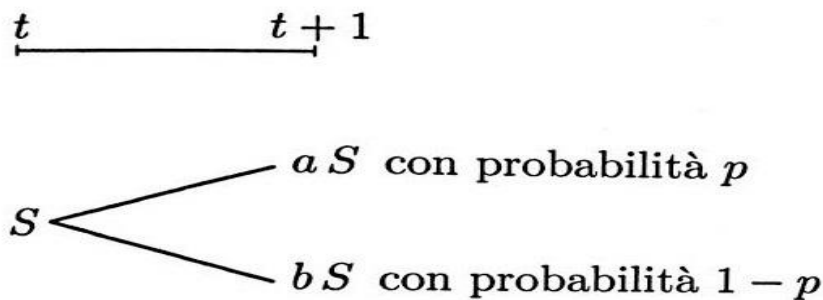 t t + 1
a S con probabilità p
S
b S con probabilità 1 − p